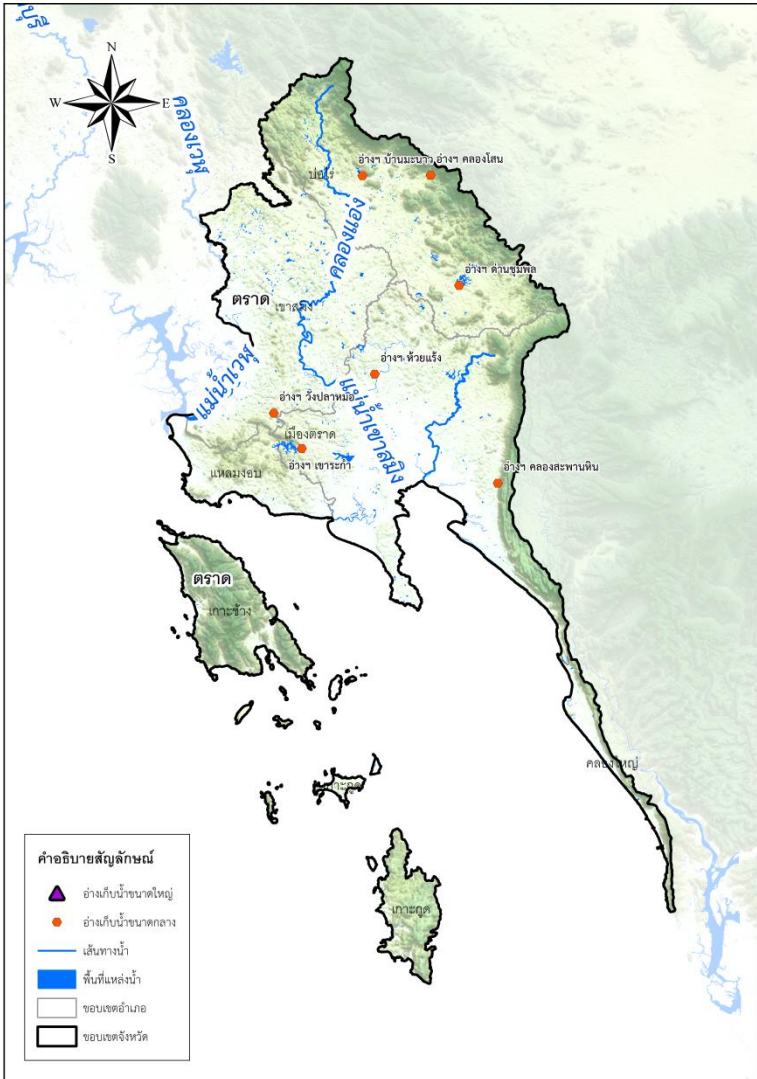 บุรี
N
W
E
S
คลองเวฬุ
อ่างฯ บ้านมะนาว
อ่างฯ คลองโสน
บ่อไร่
คลองแอ่ง
อ่างฯ ด่านชุมพล
ตราด
เขาสมิง
แม่น้ำเวฬุ
อ่างฯ ห้วยแร้ง
แม่น้ำเขาสมิง
อ่างฯ วังปลาหมอ
เมืองตราด
อ่างฯ เขาระกำ
แหลมงอบ
อ่างฯ คลองสะพานหิน
ตราด
เกาะช้าง
คลองใหญ่
เกาะกูด
เกาะกูด
คำอธิบายสัญลักษณ์
อ่างเก็บน้ำขนาดใหญ่
อ่างเก็บน้ำขนาดกลาง
เส้นทางน้ำ
พื้นที่แหล่งน้ำ
ขอบเขตอำเภอ
ขอบเขตจังหวัด